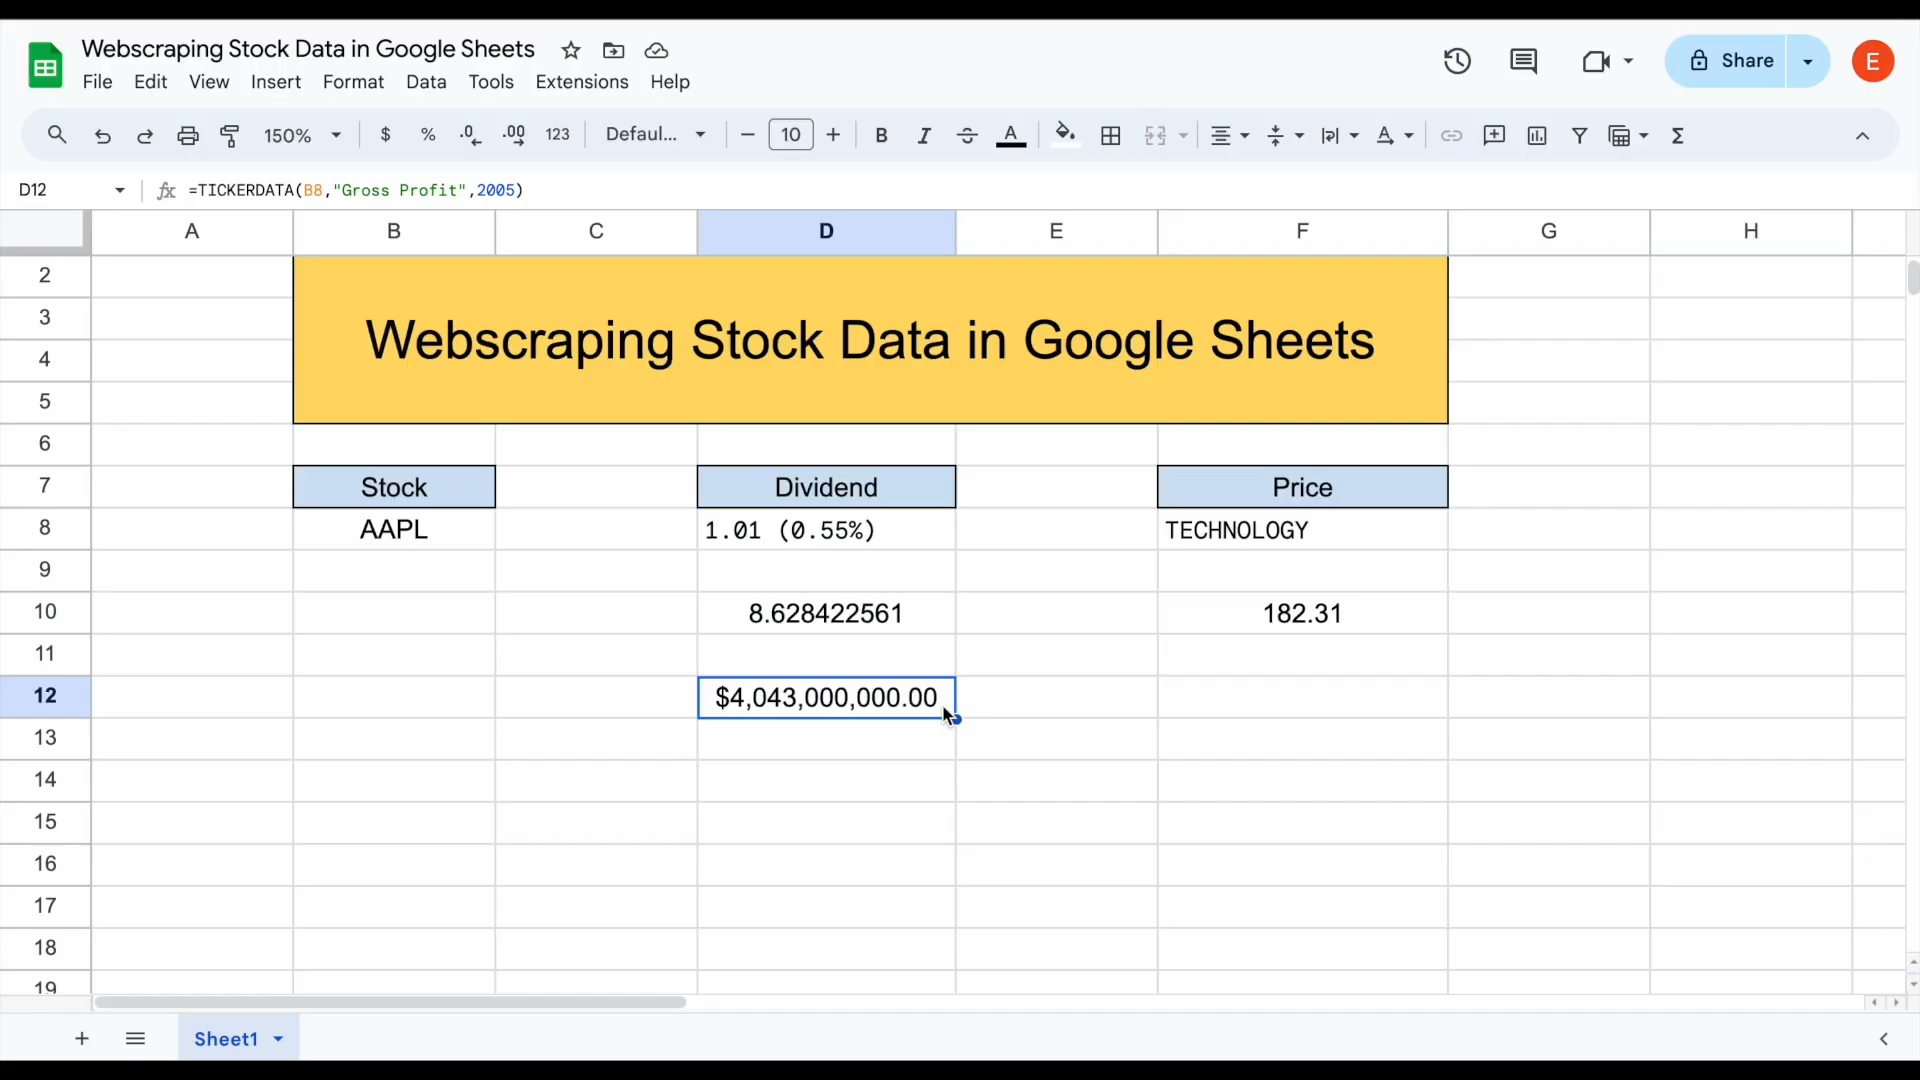 Webscraping Stock Data in Google Sheets
File Edit View Insert Format Data Tools Extensions Help
Share
E
150% $ % .0 .00 123 Defaul... 10 B I A A Σ
D12 fx =TICKERDATA(B8,"Gross Profit",2005)
A B C D E F G H
2
3
Webscraping Stock Data in Google Sheets
4
5
6
7 Stock Dividend Price
8 AAPL 1.01 (0.55%) TECHNOLOGY
9
10 8.628422561 182.31
11
12 $4,043,000,000.00
13
14
15
16
17
18
19
Sheet1